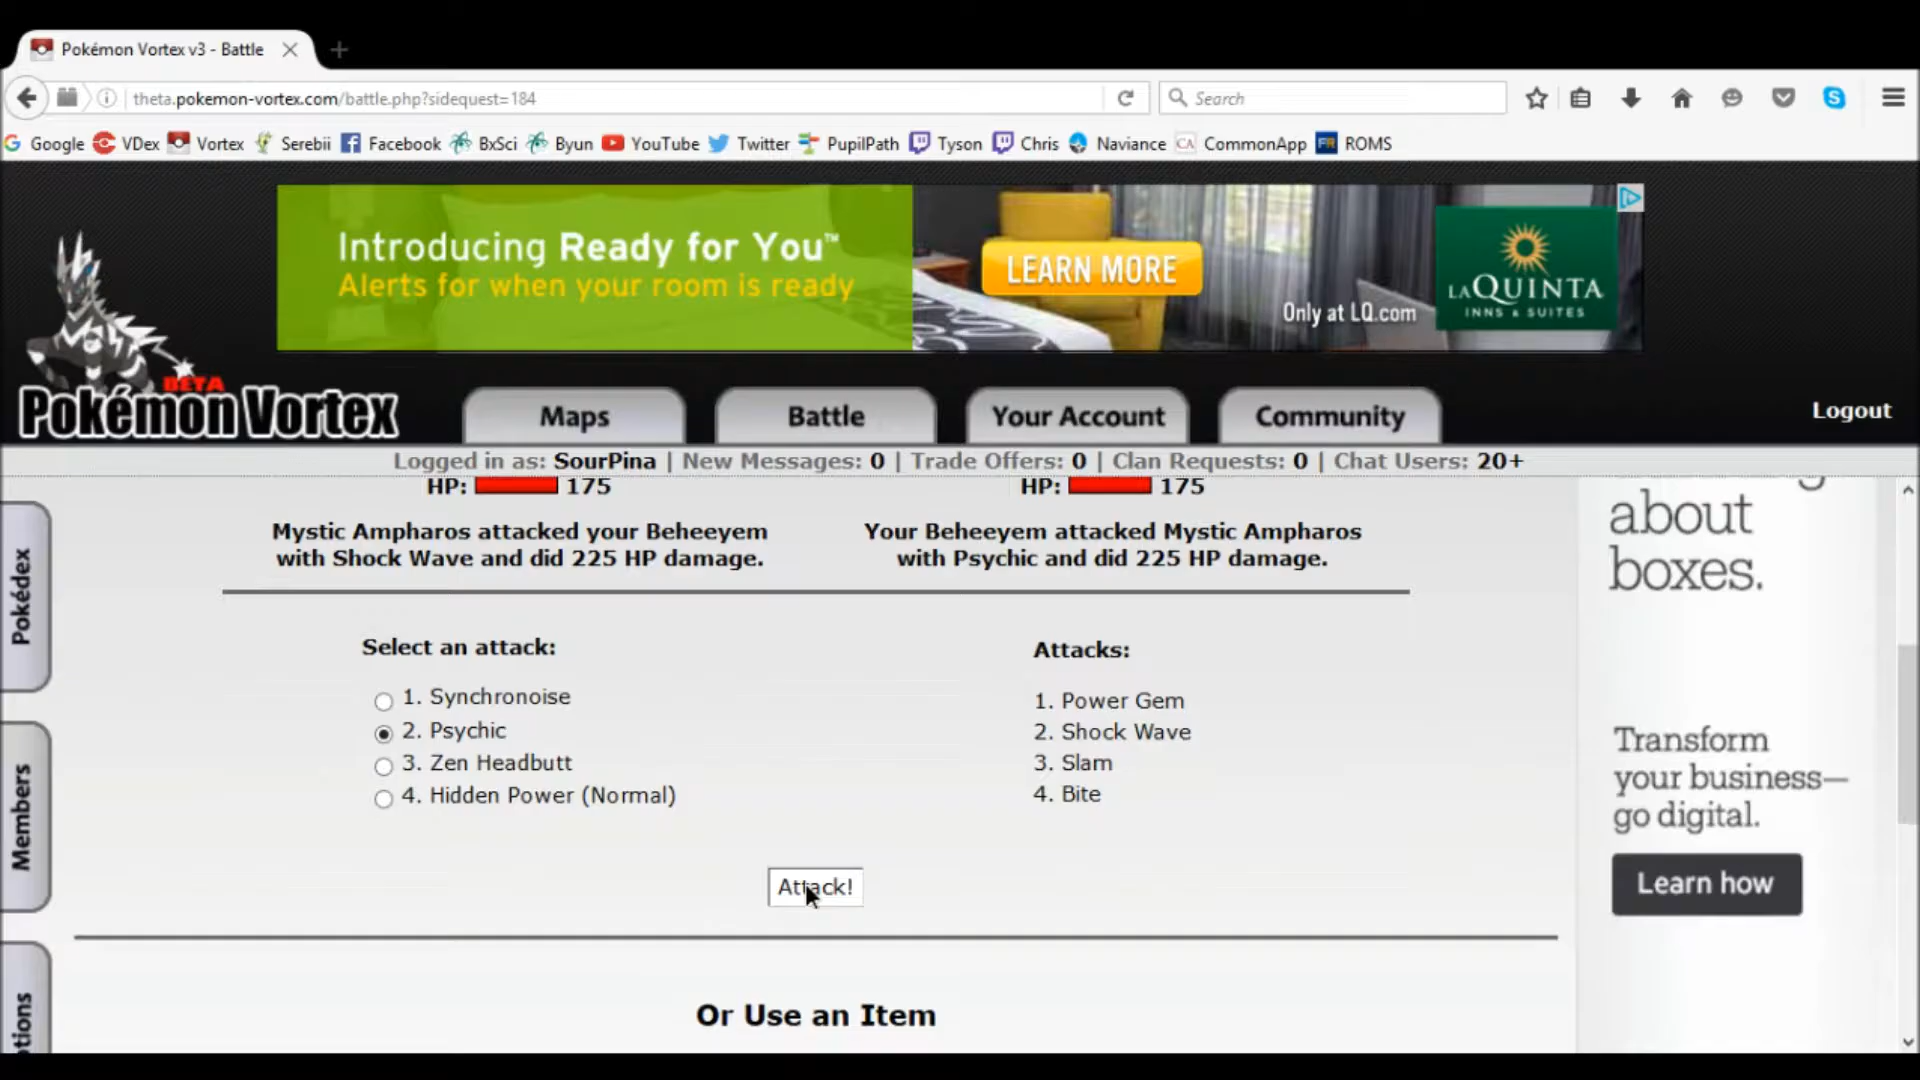 Pokémon Vortex v3 - Battle
theta.pokemon-vortex.com/battle.php?sidequest=184
Search
Google VDex Vortex Serebii Facebook BxSci Byun YouTube Twitter PupilPath Tyson Chris Naviance CA CommonApp FR ROMS
Introducing Ready for You™
Alerts for when your room is ready
LEARN MORE
Only at LQ.com
LAQUINTA
INNS & SUITES
BETA
Pokémon Vortex
Maps
Battle
Your Account
Community
Logout
Logged in as: SourPina | New Messages: 0 | Trade Offers: 0 | Clan Requests: 0 | Chat Users: 20+
HP: 175
HP: 175
Mystic Ampharos attacked your Beheeyem
with Shock Wave and did 225 HP damage.
Your Beheeyem attacked Mystic Ampharos
with Psychic and did 225 HP damage.
Select an attack:
1. Synchronoise
2. Psychic
3. Zen Headbutt
4. Hidden Power (Normal)
Attacks:
1. Power Gem
2. Shock Wave
3. Slam
4. Bite
Attack!
Or Use an Item
Pokédex
Members
about
boxes.
Transform
your business—
go digital.
Learn how